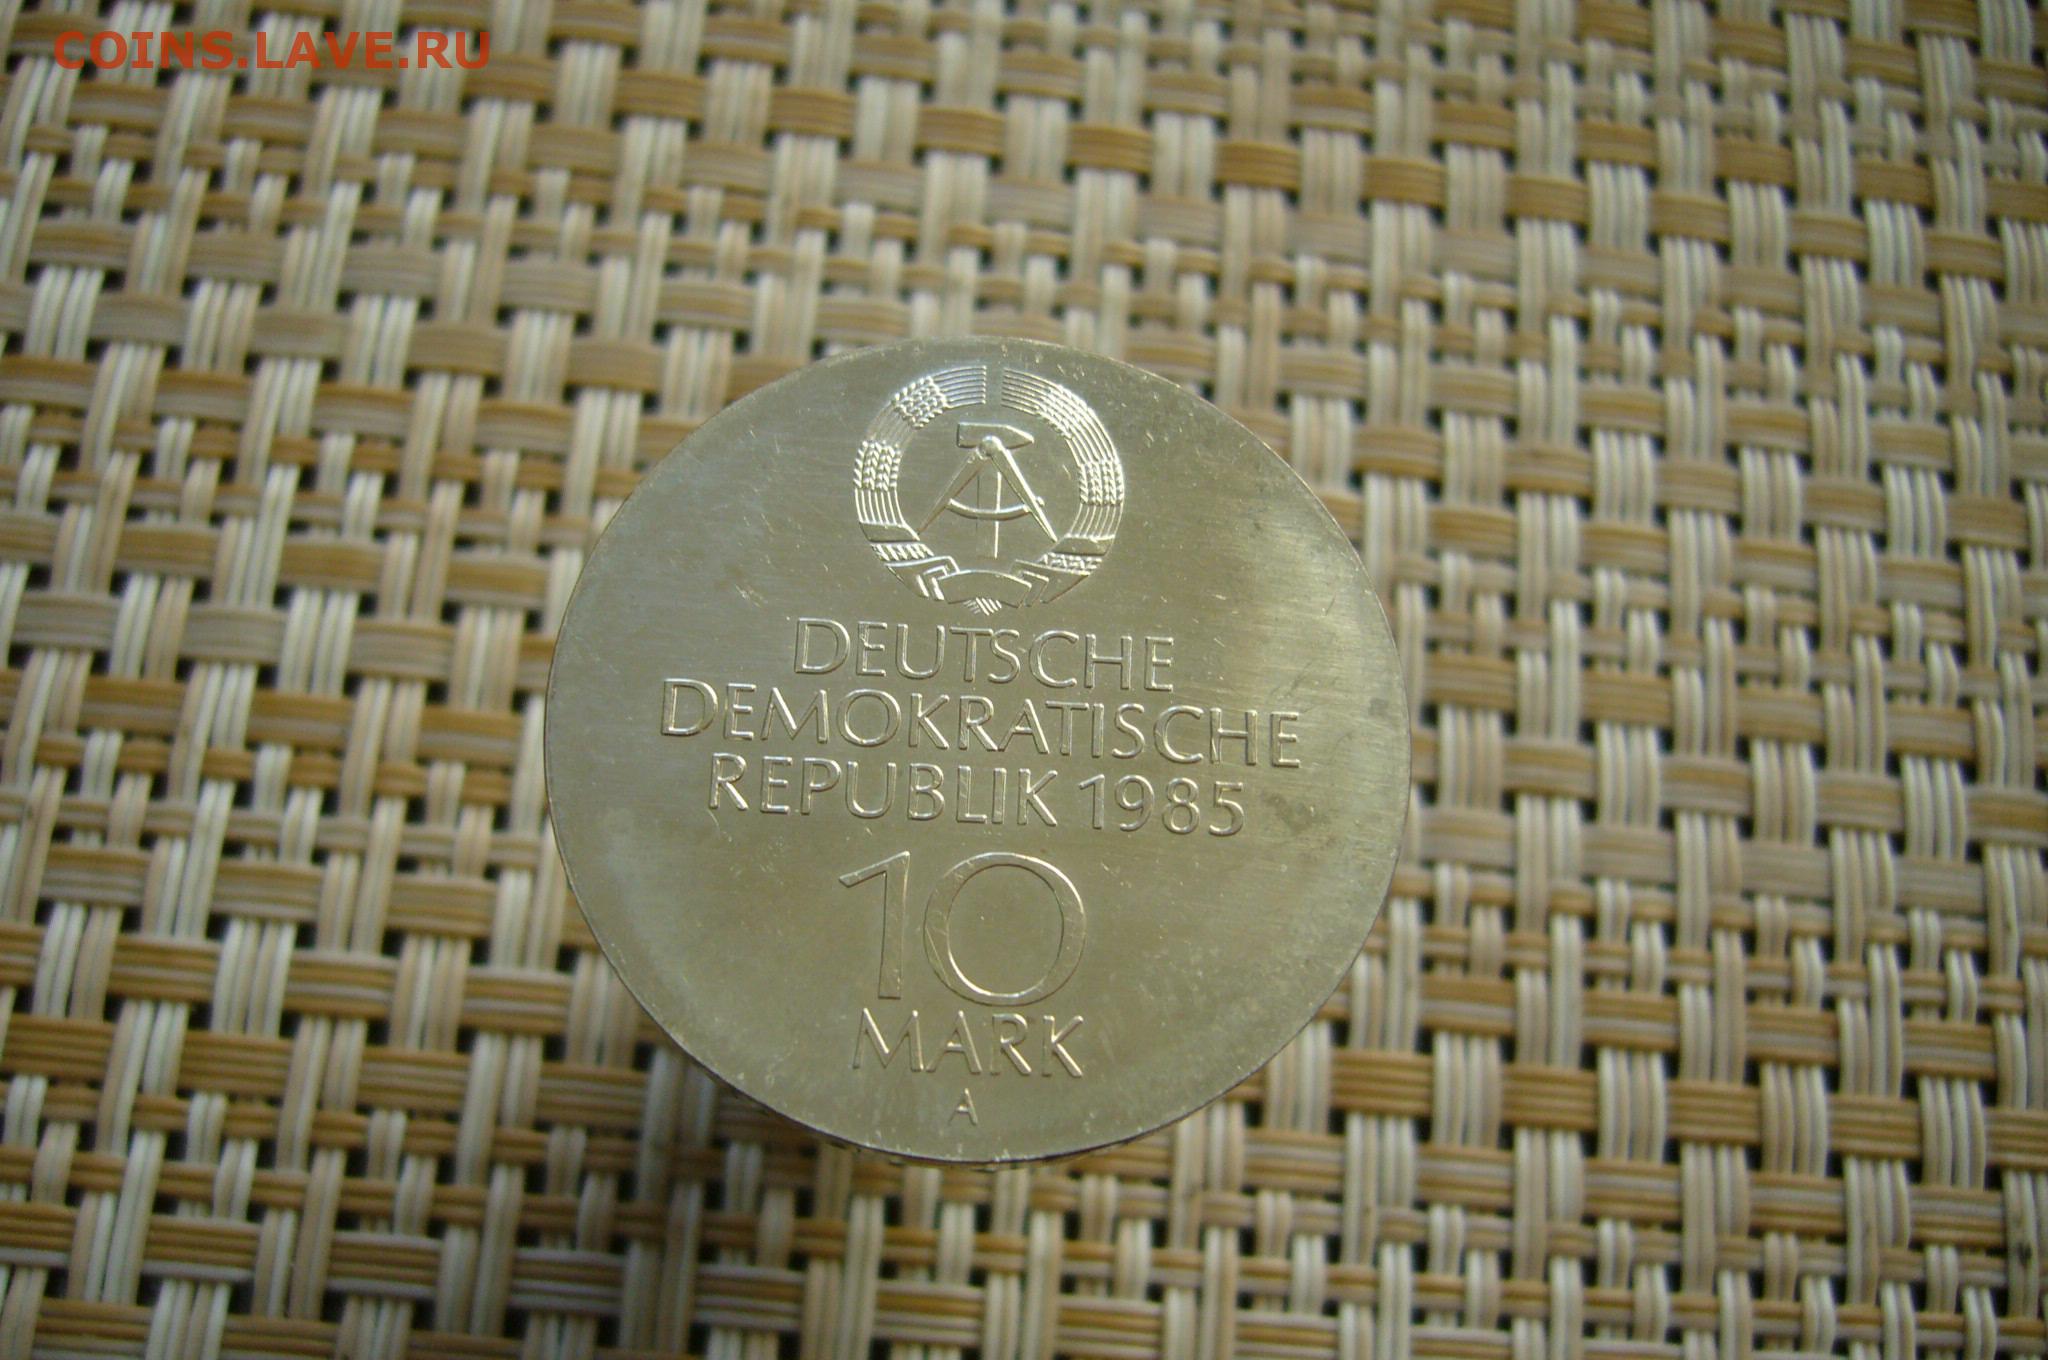 COINS.LAVE.RU
DEUTSCHE
DEMOKRATISCHE
REPUBLIK 1985
10
MARK
A